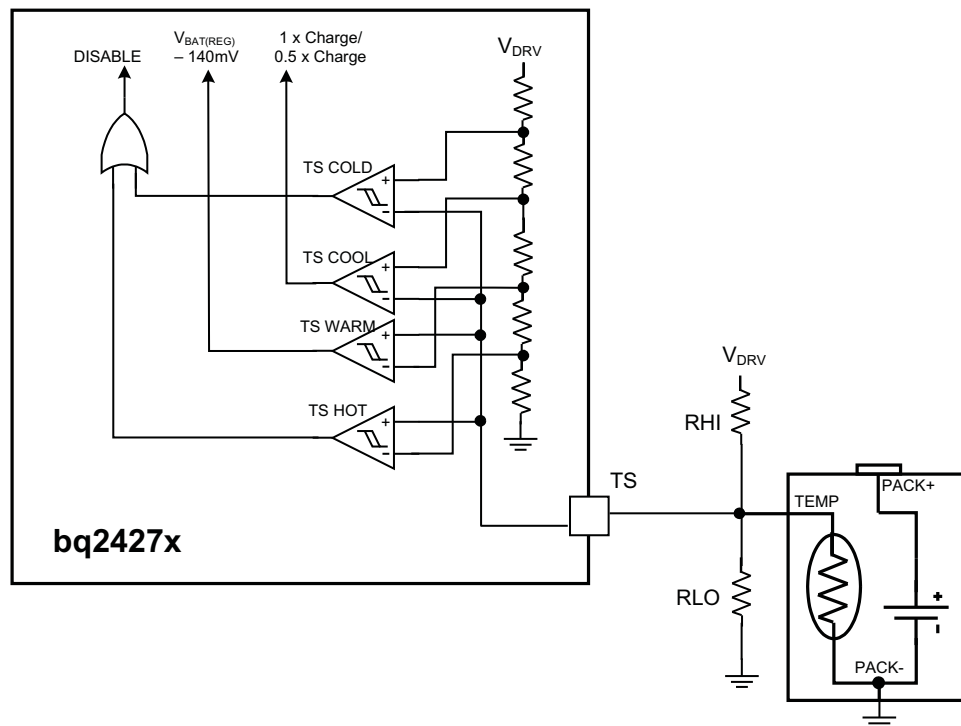 DISABLE
V_BAT(REG)
– 140mV
1 x Charge/
0.5 x Charge
V_DRV
TS COLD
+
-
TS COOL
+
-
TS WARM
+
-
TS HOT
+
-
bq2427x
TS
V_DRV
RHI
RLO
TEMP
PACK+
+
-
PACK-